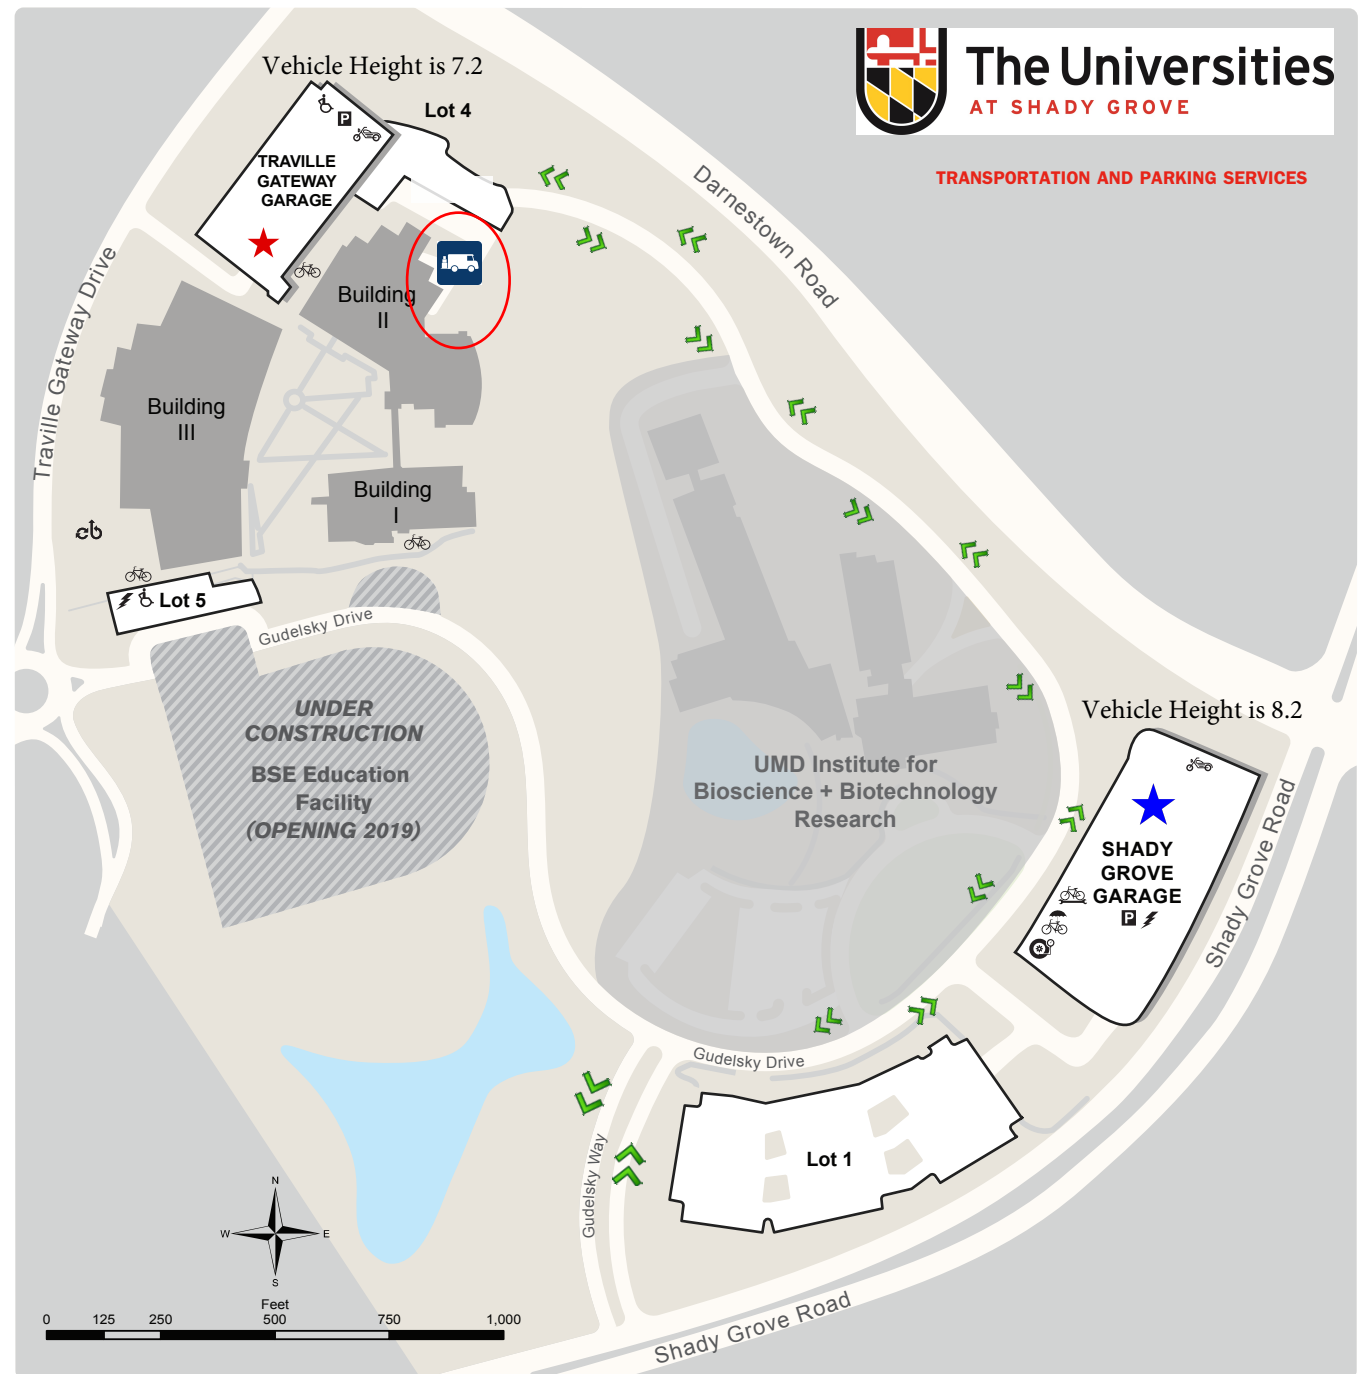 Vehicle Height is 7.2
Lot 4
The Universities
AT SHADY GROVE
TRANSPORTATION AND PARKING SERVICES
P
TRAVILLE
GATEWAY
GARAGE
Darnestown Road
Traville Gateway Drive
Building
II
Building
III
Building
I
Lot 5
Gudelsky Drive
UNDER
CONSTRUCTION
BSE Education
Facility
(OPENING 2019)
UMD Institute for
Bioscience + Biotechnology
Research
Vehicle Height is 8.2
SHADY
GROVE
GARAGE
P
Shady Grove Road
Gudelsky Drive
Lot 1
Gudelsky Way
Shady Grove Road
N
W E
S
Feet
0 125 250 500 750 1,000